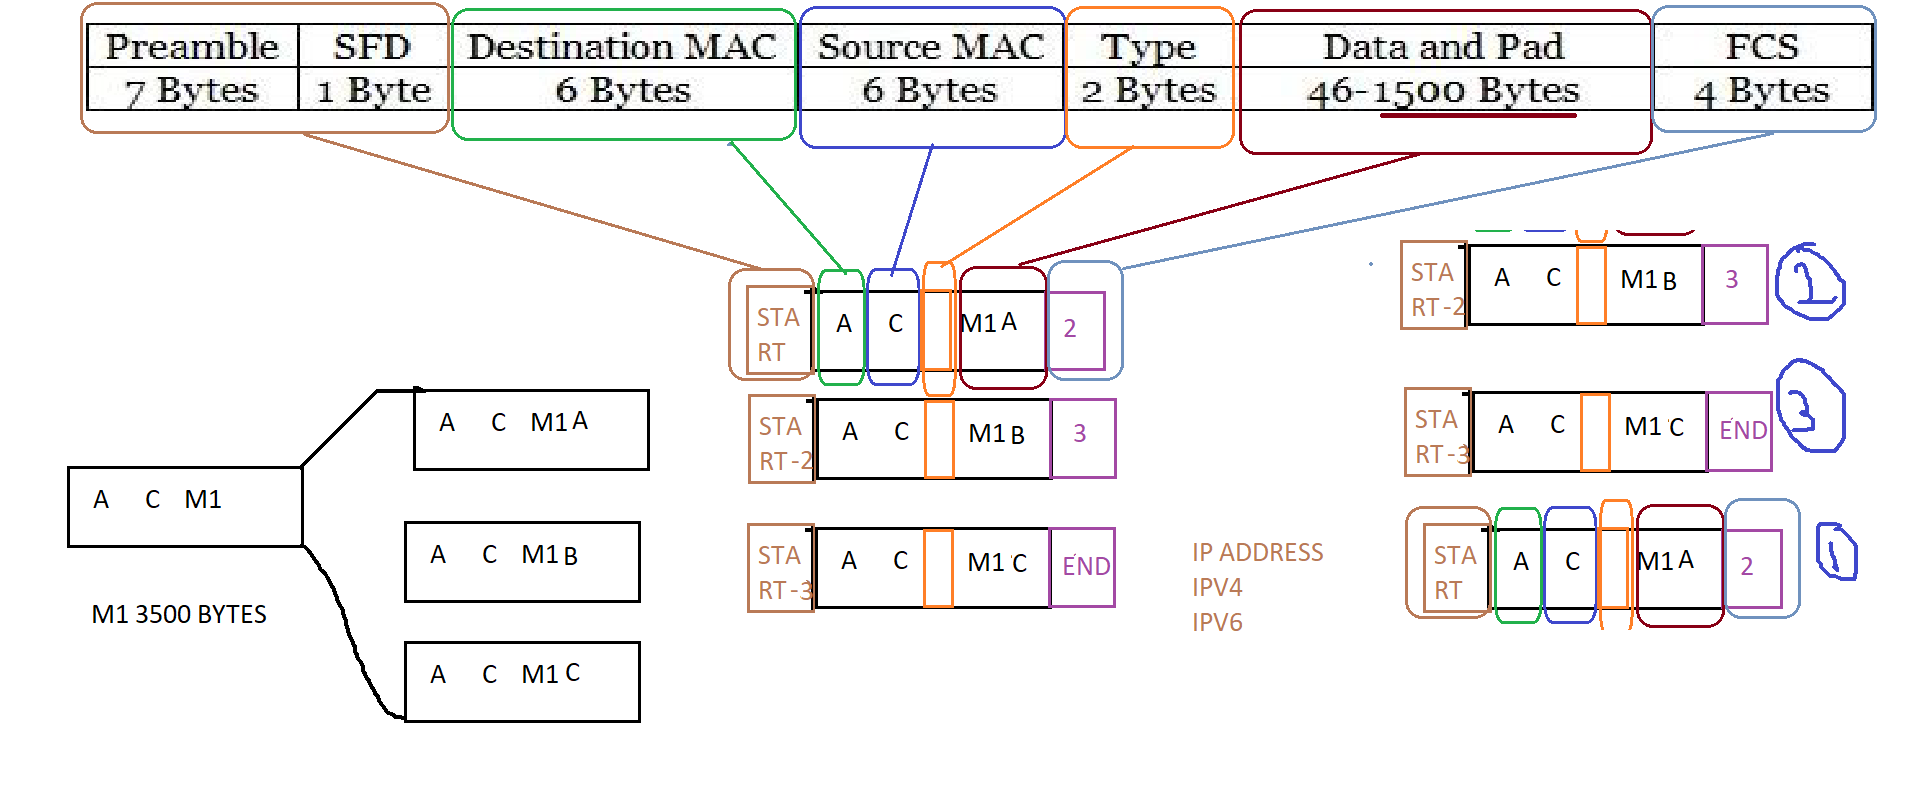 Preamble SFD Destination MAC Source MAC Type Data and Pad FCS
7 Bytes 1 Byte 6 Bytes 6 Bytes 2 Bytes 46-1500 Bytes 4 Bytes
A C M1
M1 3500 BYTES
A C M1 A
A C M1 B
A C M1 C
STA
RT
A C M1 A 2
STA
RT-2
A C M1 B 3
STA
RT-3
A C M1 C END
IP ADDRESS
IPV4
IPV6
STA
RT-2
A C M1 B 3 2
STA
RT-3
A C M1 C END 3
STA
RT
A C M1 A 2 1